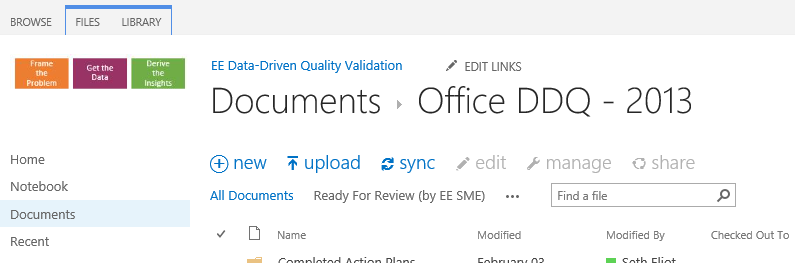 BROWSE FILES LIBRARY
Frame the Problem
Get the Data
Derive the Insights
EE Data-Driven Quality Validation EDIT LINKS
Documents Office DDQ - 2013
Home
Notebook
Documents
Recent
new upload sync edit manage share
All Documents Ready For Review (by EE SME) ••• Find a file
Name Modified Modified By Checked Out To
Completed Action Plans February 03 Seth Eliot